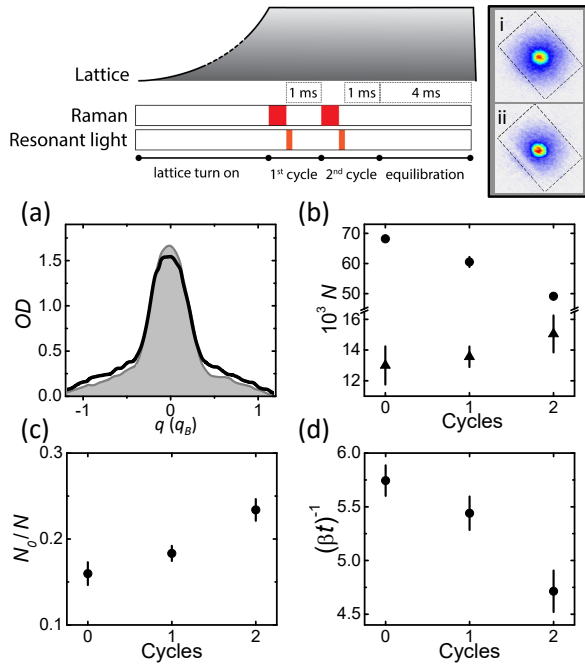 i
ii
Lattice
1 ms
1 ms
4 ms
Raman
Resonant light
lattice turn on
1st cycle
2nd cycle
equilibration
(a)
OD
1.5
1.0
0.5
0.0
-1
0
1
q (qB)
(b)
10³ N
70
60
50
16
14
12
0
1
2
Cycles
(c)
N0/N
0.3
0.2
0.1
0
1
2
Cycles
(d)
(βt)⁻¹
6.0
5.5
5.0
4.5
0
1
2
Cycles